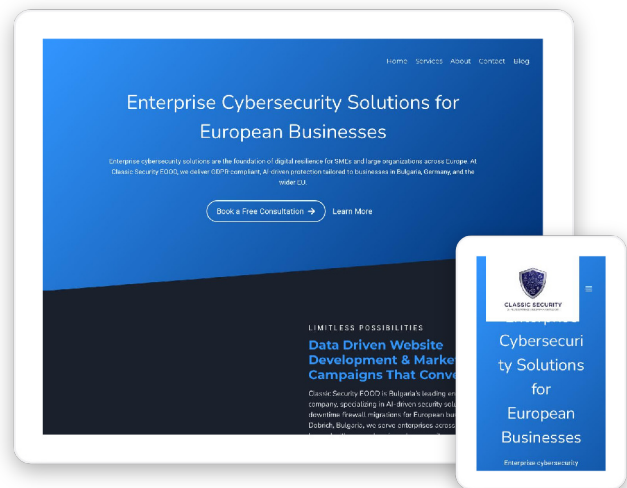 Home Services About Contact Blog
Enterprise Cybersecurity Solutions for
European Businesses
Enterprise cybersecurity solutions are the foundation of digital resilience for SMEs and large organizations across Europe. At
Classic Security EOOD, we deliver GDPR-compliant, AI-driven protection tailored to businesses in Bulgaria, Germany, and the
wider EU.
Book a Free Consultation → Learn More
LIMITLESS POSSIBILITIES
Data Driven Website
Development & Marke
Campaigns That Conve
Classic Security EOOD is Bulgaria's leading en
company, specializing in AI-driven security solu
downtime firewall migrations for European bus
Dobrich, Bulgaria, we serve enterprises across
CLASSIC SECURITY
Enterprise
Cybersecuri
ty Solutions
for
European
Businesses
Enterprise cybersecurity